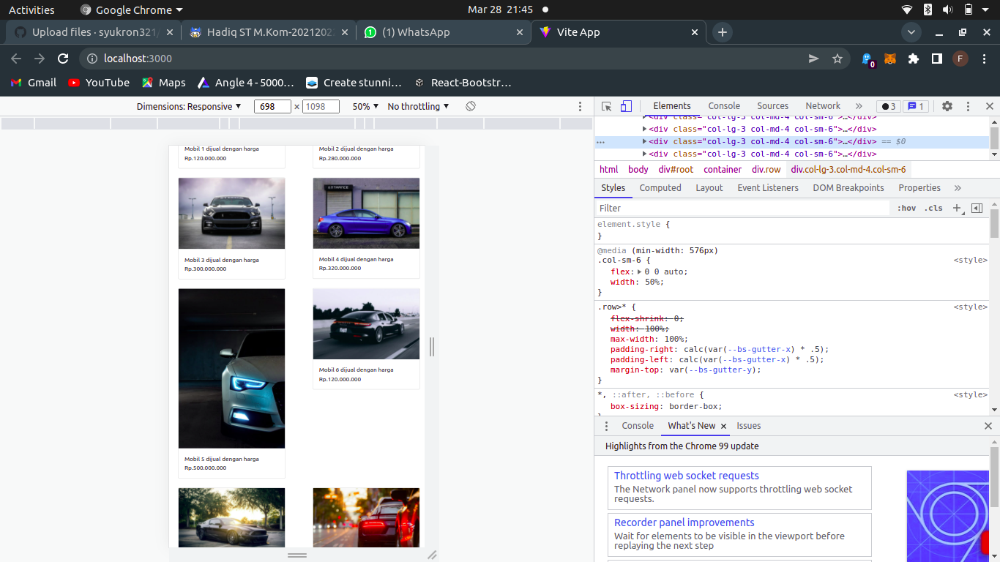 Activities
Google Chrome
Mar 28 21:45
Upload files · syukron321/
Hadiq ST M.Kom-2021202
(1) WhatsApp
Vite App
localhost:3000
0
F
Gmail
YouTube
Maps
Angle 4 - 5000…
Create stunni…
React-Bootstr…
Dimensions: Responsive
698
×
1098
50%
No throttling
Elements
Console
Sources
Network
»
3
1
<div class="col-lg-3 col-md-4 col-sm-6">…</div>
<div class="col-lg-3 col-md-4 col-sm-6">…</div>
<div class="col-lg-3 col-md-4 col-sm-6">…</div> == $0
<div class="col-lg-3 col-md-4 col-sm-6">…</div>
html
body
div#root
container
div.row
div.col-lg-3.col-md-4.col-sm-6
Styles
Computed
Layout
Event Listeners
DOM Breakpoints
Properties
»
Filter
:hov
.cls
element.style {
}
@media (min-width: 576px)
.col-sm-6 {
<style>
flex: 0 0 auto;
width: 50%;
}
.row>* {
<style>
flex-shrink: 0;
width: 100%;
max-width: 100%;
padding-right: calc(var(--bs-gutter-x) * .5);
padding-left: calc(var(--bs-gutter-x) * .5);
margin-top: var(--bs-gutter-y);
}
*, ::after, ::before {
<style>
box-sizing: border-box;
Console
What's New
Issues
Highlights from the Chrome 99 update
Throttling web socket requests
The Network panel now supports throttling web socket
requests.
Recorder panel improvements
Wait for elements to be visible in the viewport before
replaying the next step
Mobil 1 dijual dengan harga
Rp.120.000.000
Mobil 2 dijual dengan harga
Rp.280.000.000
Mobil 3 dijual dengan harga
Rp.300.000.000
Mobil 4 dijual dengan harga
Rp.320.000.000
Mobil 5 dijual dengan harga
Rp.500.000.000
Mobil 6 dijual dengan harga
Rp.120.000.000